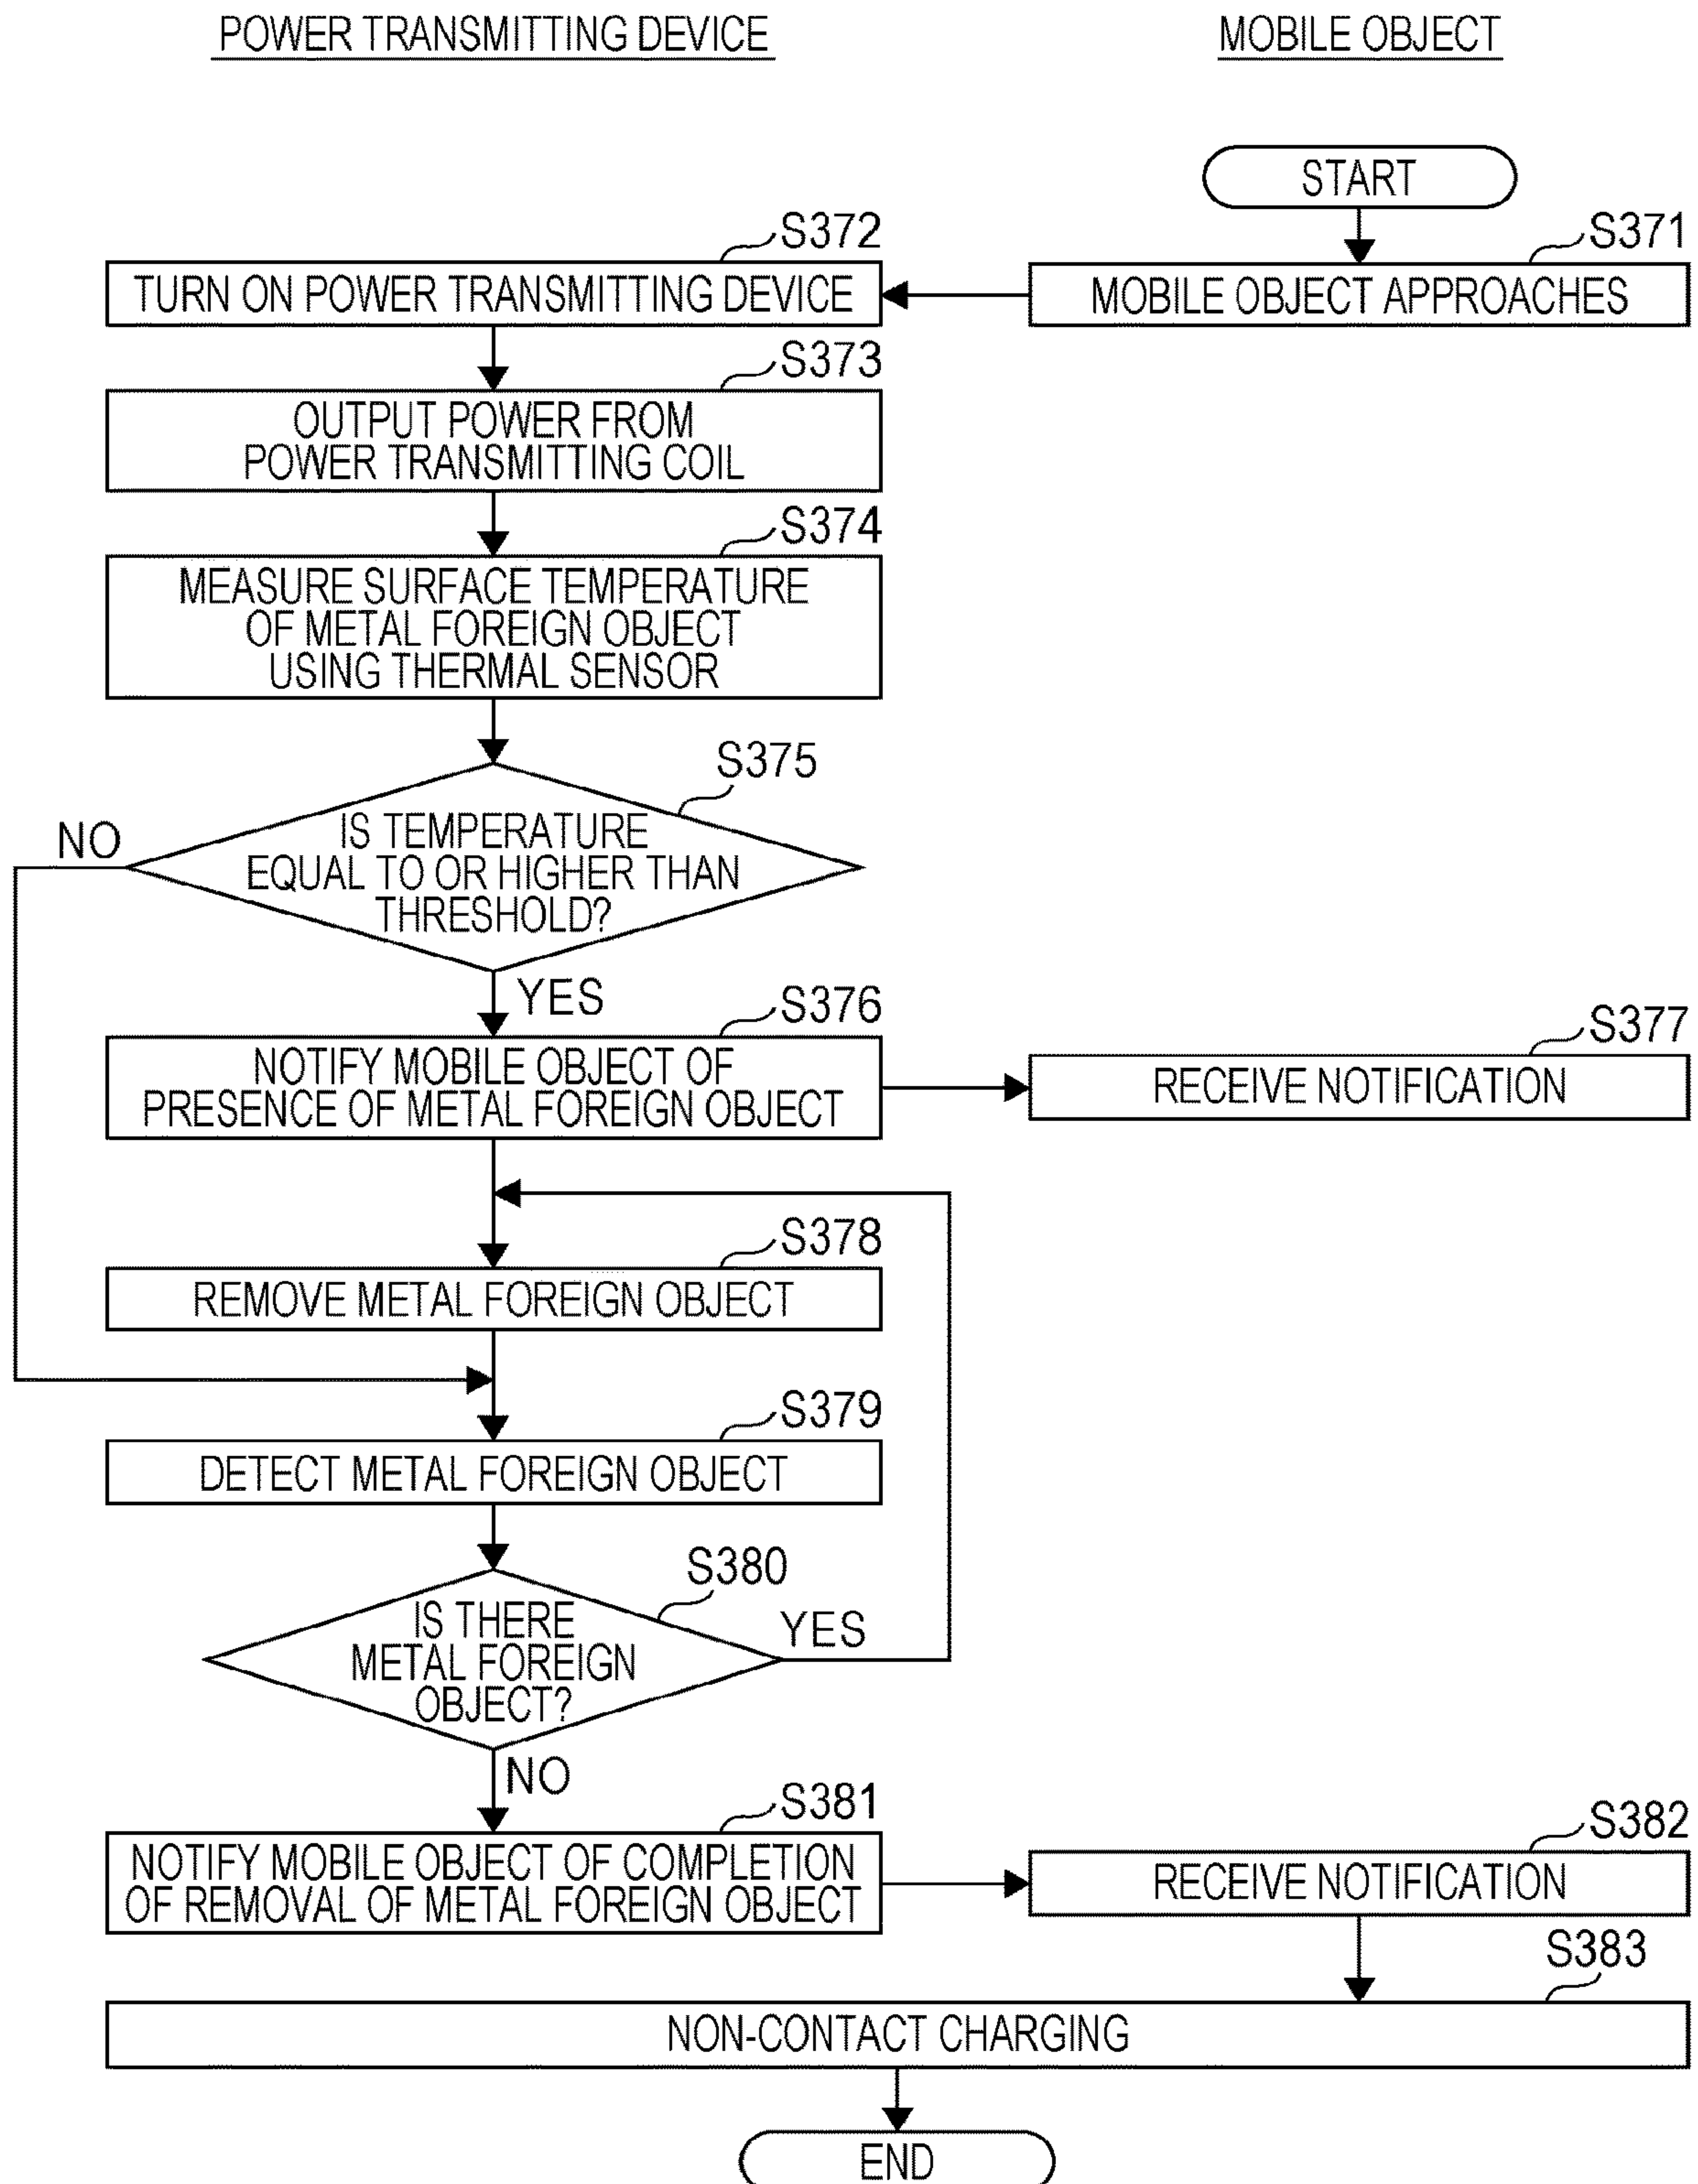 POWER TRANSMITTING DEVICE
MOBILE OBJECT
START
S371
MOBILE OBJECT APPROACHES
S372
TURN ON POWER TRANSMITTING DEVICE
S373
OUTPUT POWER FROM
POWER TRANSMITTING COIL
S374
MEASURE SURFACE TEMPERATURE
OF METAL FOREIGN OBJECT
USING THERMAL SENSOR
S375
IS TEMPERATURE
EQUAL TO OR HIGHER THAN
THRESHOLD?
NO
YES
S376
NOTIFY MOBILE OBJECT OF
PRESENCE OF METAL FOREIGN OBJECT
S377
RECEIVE NOTIFICATION
S378
REMOVE METAL FOREIGN OBJECT
S379
DETECT METAL FOREIGN OBJECT
S380
IS THERE
METAL FOREIGN
OBJECT?
YES
NO
S381
NOTIFY MOBILE OBJECT OF COMPLETION
OF REMOVAL OF METAL FOREIGN OBJECT
S382
RECEIVE NOTIFICATION
S383
NON-CONTACT CHARGING
END